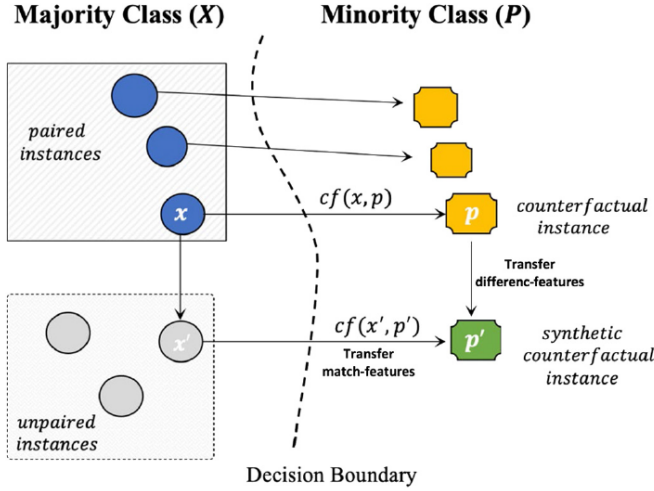 Majority Class (X)
Minority Class (P)
paired
instances
x
cf(x,p)
p
counterfactual
instance
Transfer
differenc-features
x′
cf(x′,p′)
Transfer
match-features
p′
synthetic
counterfactual
instance
unpaired
instances
Decision Boundary